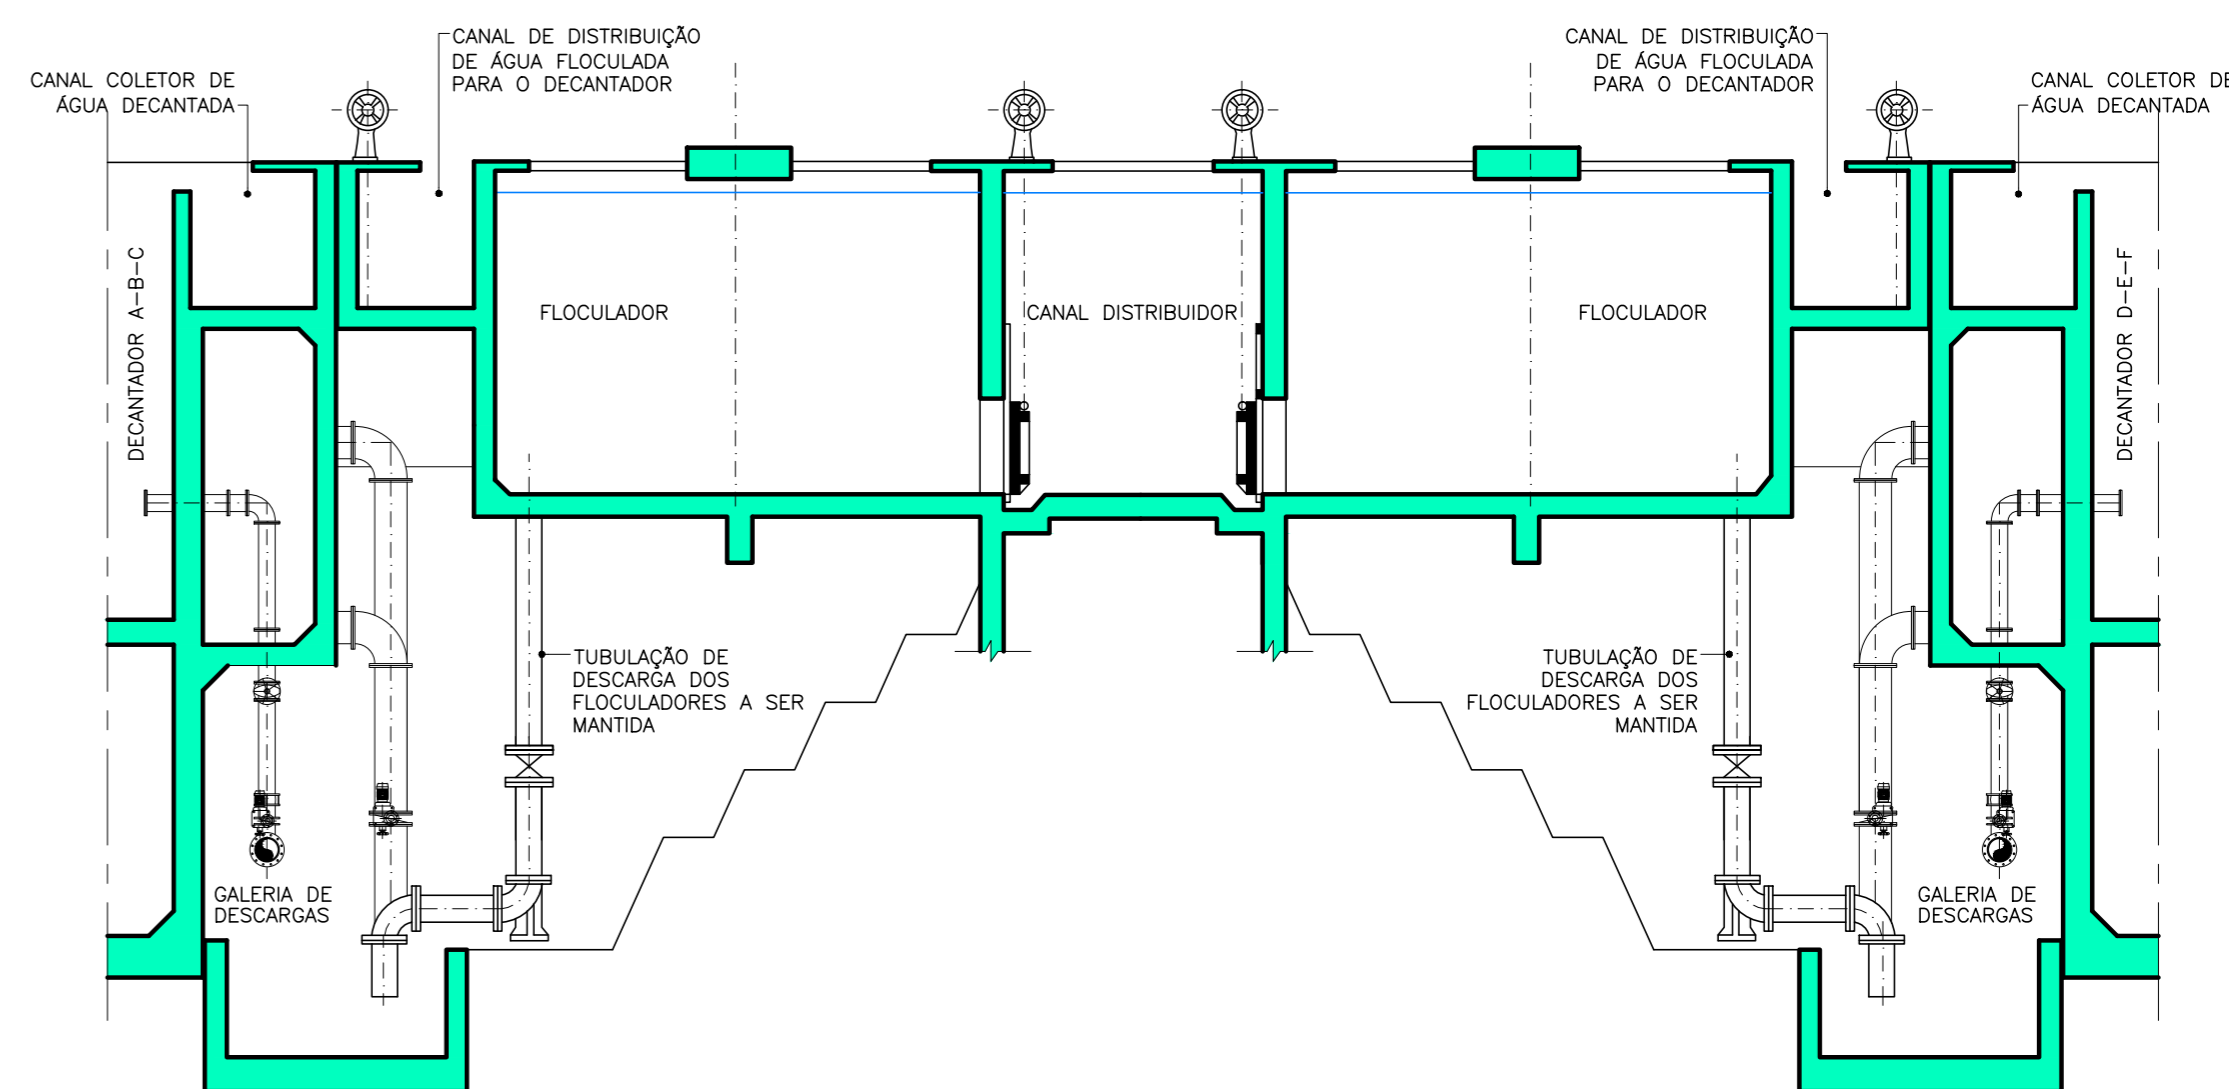 CANAL DE DISTRIBUIÇÃO
DE ÁGUA FLOCULADA
PARA O DECANTADOR
CANAL DE DISTRIBUIÇÃO
DE ÁGUA FLOCULADA
PARA O DECANTADOR
CANAL COLETOR DE
ÁGUA DECANTADA
CANAL COLETOR DE
ÁGUA DECANTADA
DECANTADOR A-B-C
FLOCULADOR
CANAL DISTRIBUIDOR
FLOCULADOR
DECANTADOR D-E-F
TUBULAÇÃO DE
DESCARGA DOS
FLOCULADORES A SER
MANTIDA
TUBULAÇÃO DE
DESCARGA DOS
FLOCULADORES A SER
MANTIDA
GALERIA DE
DESCARGAS
GALERIA DE
DESCARGAS